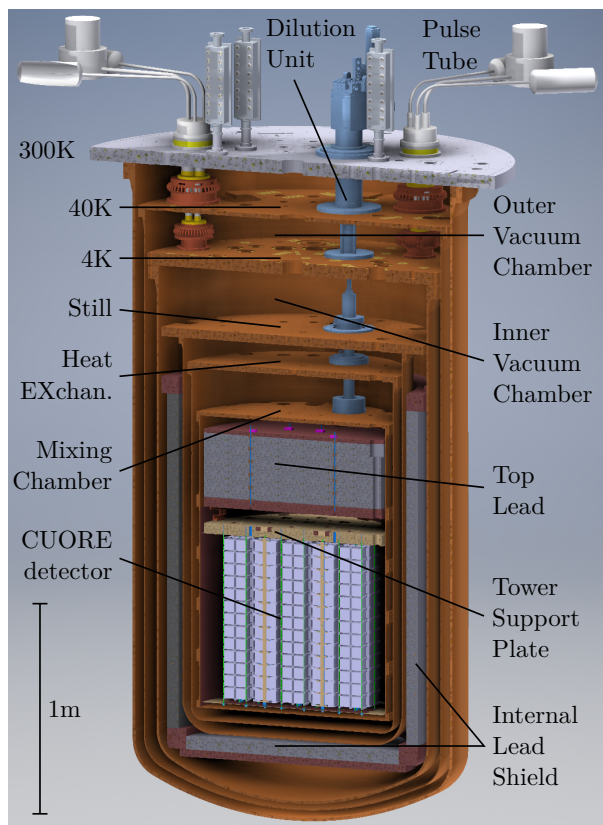 Dilution
Unit
Pulse
Tube
300K
40K
4K
Still
Heat
EXchan.
Mixing
Chamber
CUORE
detector
1m
Outer
Vacuum
Chamber
Inner
Vacuum
Chamber
Top
Lead
Tower
Support
Plate
Internal
Lead
Shield